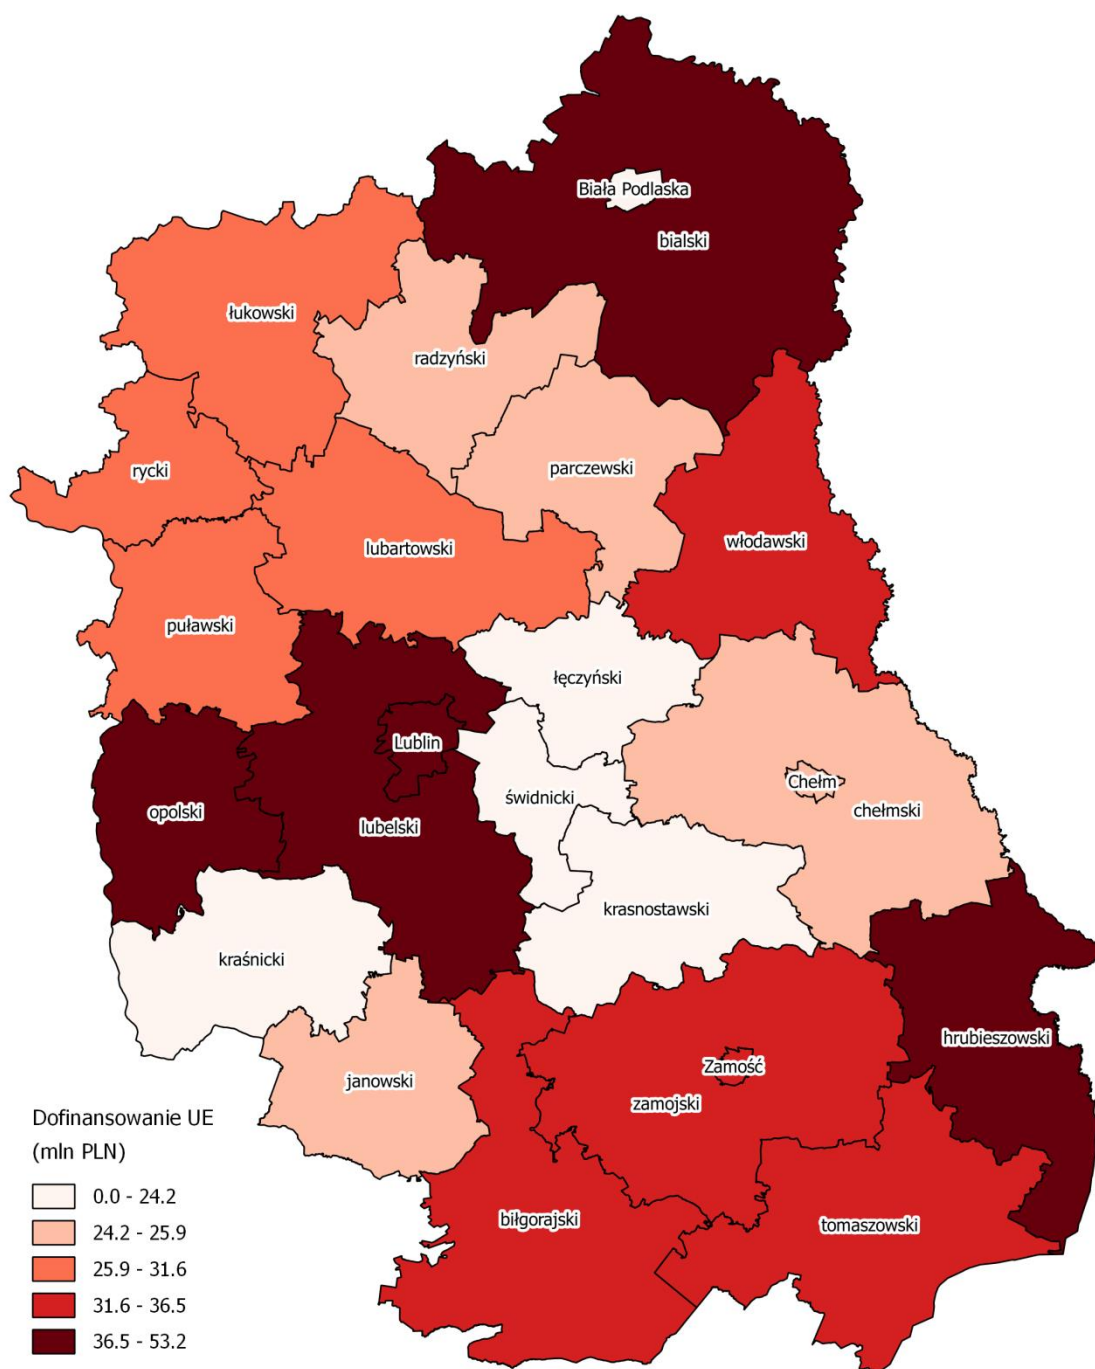 Biała Podlaska
bialski
łukowski
radzyński
rycki
parczewski
włodawski
lubartowski
puławski
łęczyński
Lublin
Chełm
opolski
lubelski
świdnicki
chełmski
krasnostawski
kraśnicki
hrubieszowski
Zamość
janowski
zamojski
biłgorajski
tomaszowski
Dofinansowanie UE
(mln PLN)
0.0 - 24.2
24.2 - 25.9
25.9 - 31.6
31.6 - 36.5
36.5 - 53.2